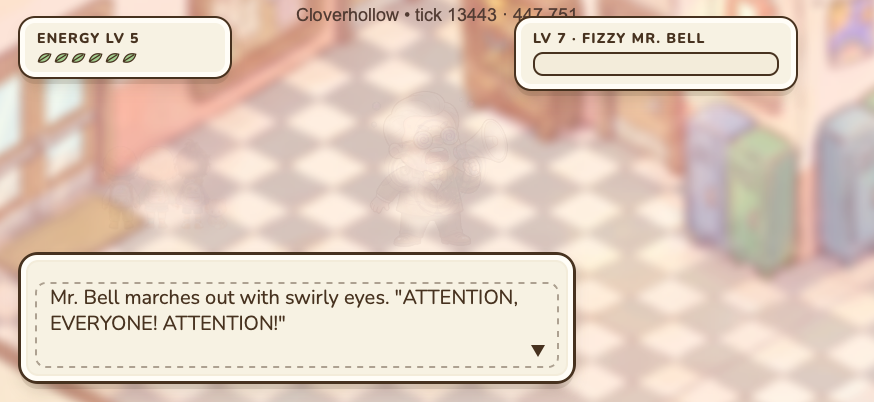 Cloverhollow • tick 13443 · 447,751
ENERGY LV 5
LV 7 · FIZZY MR. BELL
Mr. Bell marches out with swirly eyes. "ATTENTION,
EVERYONE! ATTENTION!"